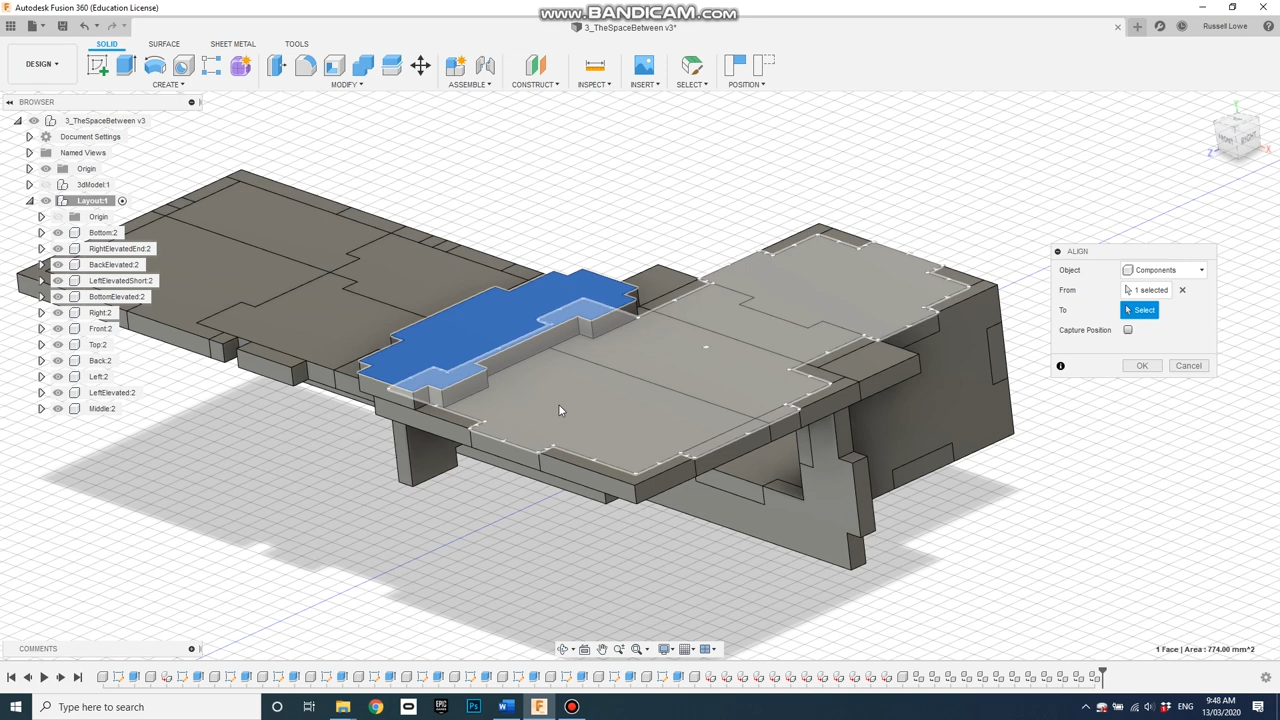 Autodesk Fusion 360 (Education License)
www.BANDICAM.com
3_TheSpaceBetween v3*
Russell Lowe
SOLID SURFACE SHEET METAL TOOLS
DESIGN
CREATE MODIFY ASSEMBLE CONSTRUCT INSPECT INSERT SELECT POSITION
BROWSER
3_TheSpaceBetween v3
Document Settings
Named Views
Origin
3dModel:1
Layout:1
Origin
Bottom:2
RightElevatedEnd:2
BackElevated:2
LeftElevatedShort:2
BottomElevated:2
Right:2
Front:2
Top:2
Back:2
Left:2
LeftElevated:2
Middle:2
Y
FRONT RIGHT
Z X
ALIGN
Object Components
From 1 selected
To Select
Capture Position
OK Cancel
COMMENTS
1 Face | Area : 774.00 mm^2
Type here to search
ENG
9:48 AM
13/03/2020